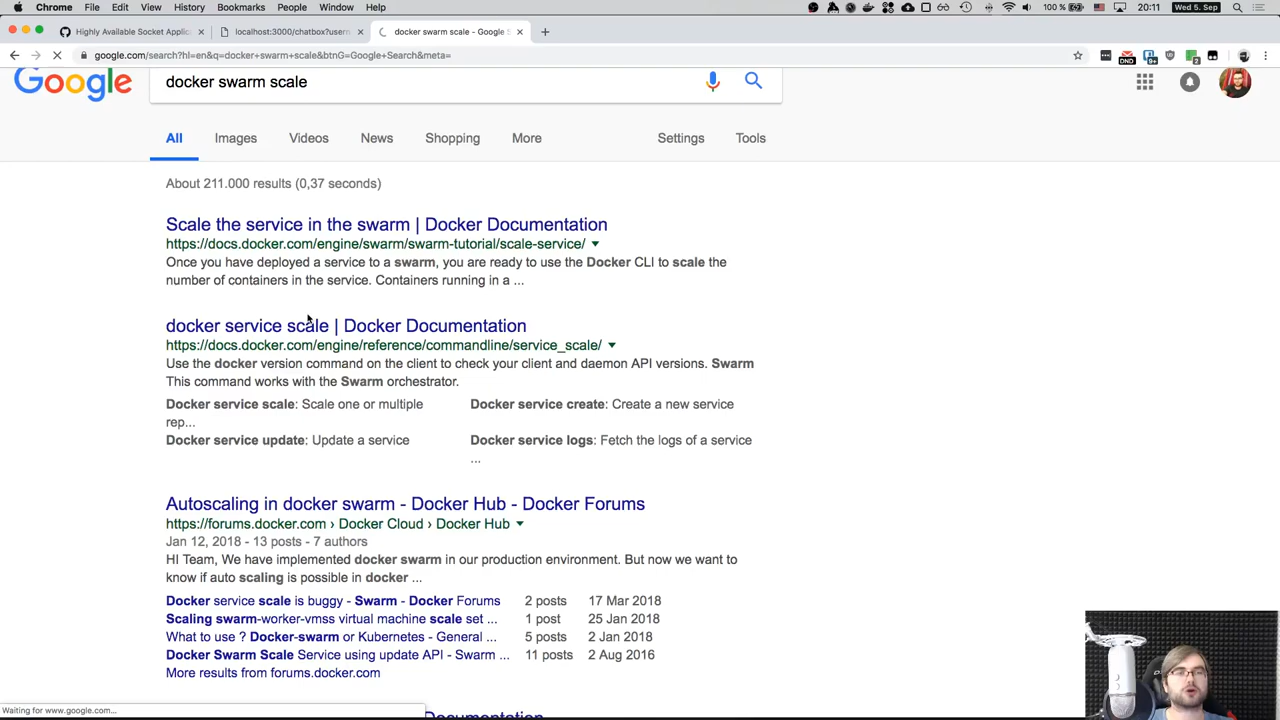 Chrome File Edit View History Bookmarks People Window Help 100 % Wed 5. Sep 20:11
Highly Available Socket Applic
localhost:3000/chatbox?usern
docker swarm scale - Google S
google.com/search?hl=en&q=docker+swarm+scale&btnG=Google+Search&meta=
DND 9+ 2
Google docker swarm scale
All Images Videos News Shopping More Settings Tools
About 211.000 results (0,37 seconds)
Scale the service in the swarm | Docker Documentation
https://docs.docker.com/engine/swarm/swarm-tutorial/scale-service/
Once you have deployed a service to a swarm, you are ready to use the Docker CLI to scale the
number of containers in the service. Containers running in a ...
docker service scale | Docker Documentation
https://docs.docker.com/engine/reference/commandline/service_scale/
Use the docker version command on the client to check your client and daemon API versions. Swarm
This command works with the Swarm orchestrator.
Docker service scale: Scale one or multiple
rep...
Docker service create: Create a new service
Docker service update: Update a service
Docker service logs: Fetch the logs of a service
...
Autoscaling in docker swarm - Docker Hub - Docker Forums
https://forums.docker.com › Docker Cloud › Docker Hub
Jan 12, 2018 - 13 posts - 7 authors
HI Team, We have implemented docker swarm in our production environment. But now we want to
know if auto scaling is possible in docker ...
Docker service scale is buggy - Swarm - Docker Forums 2 posts 17 Mar 2018
Scaling swarm-worker-vmss virtual machine scale set ... 1 post 25 Jan 2018
What to use ? Docker-swarm or Kubernetes - General ... 5 posts 2 Jan 2018
Docker Swarm Scale Service using update API - Swarm ... 11 posts 2 Aug 2016
More results from forums.docker.com
Waiting for www.google.com...
Documentation